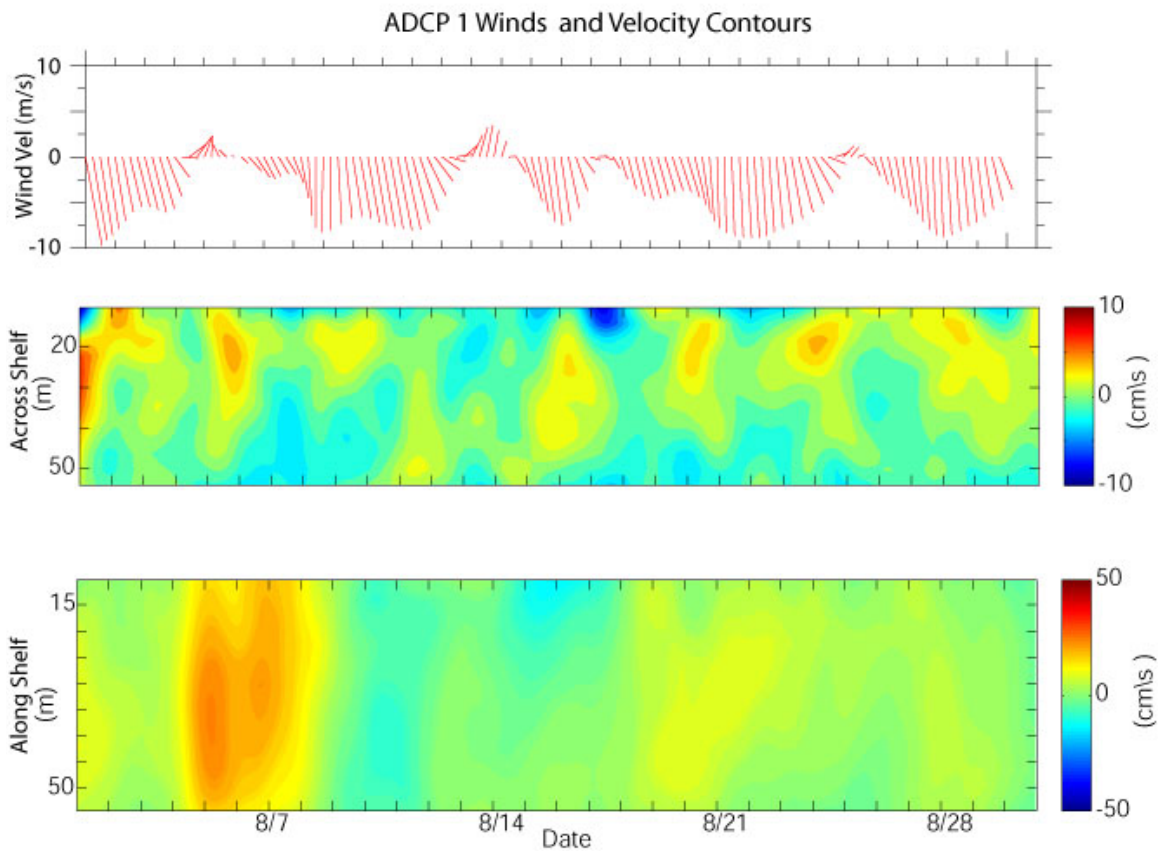 ADCP 1 Winds and Velocity Contours
Wind Vel (m/s)
10
0
-10
Across Shelf
(m)
20
50
10
0
-10
(cm\s)
Along Shelf
(m)
15
50
50
0
-50
(cm\s)
8/7
8/14
8/21
8/28
Date